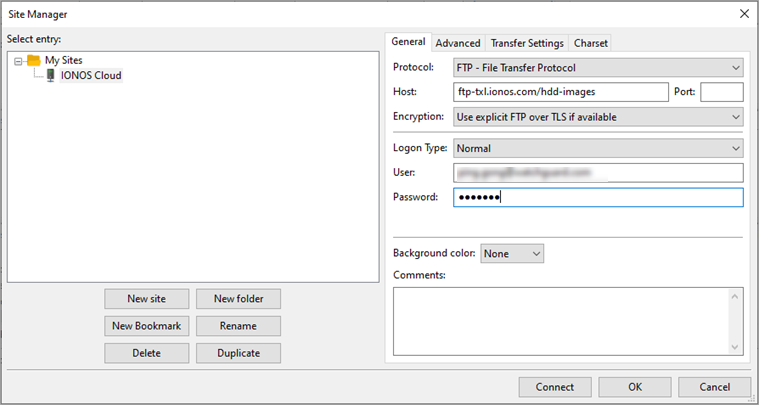 Site Manager
Select entry:
My Sites
IONOS Cloud
New site New folder
New Bookmark Rename
Delete Duplicate
General Advanced Transfer Settings Charset
Protocol: FTP - File Transfer Protocol
Host: ftp-txl.ionos.com/hdd-images Port:
Encryption: Use explicit FTP over TLS if available
Logon Type: Normal
User:
Password: ●●●●●●●
Background color: None
Comments:
Connect OK Cancel